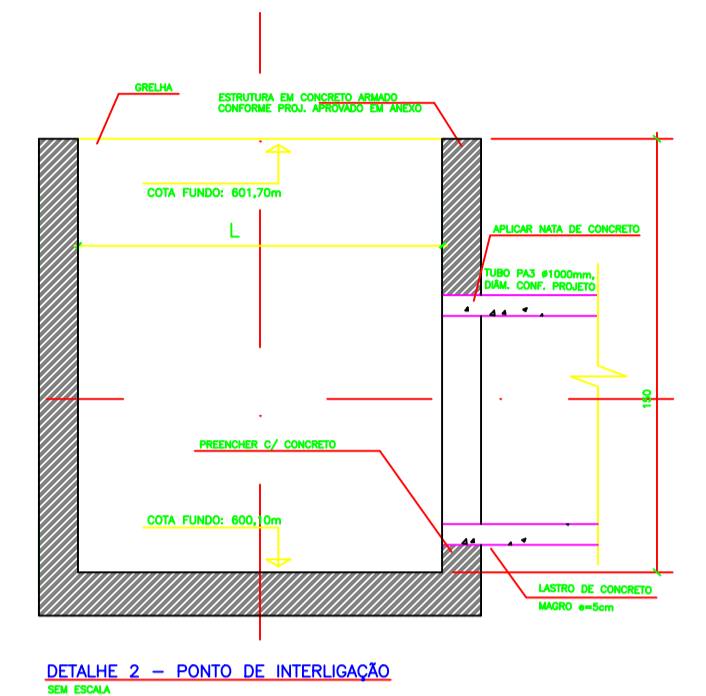 GRELHA
ESTRUTURA EM CONCRETO ARMADO
CONFORME PROJ. APROVADO EM ANEXO
COTA FUNDO: 601,70m
L
APLICAR NATA DE CONCRETO
TUBO PA3 Ø1000mm,
DIÂM. CONF. PROJETO
150
PREENCHER C/ CONCRETO
COTA FUNDO: 600,10m
LASTRO DE CONCRETO
MAGRO e=5cm
DETALHE 2 – PONTO DE INTERLIGAÇÃO
SEM ESCALA